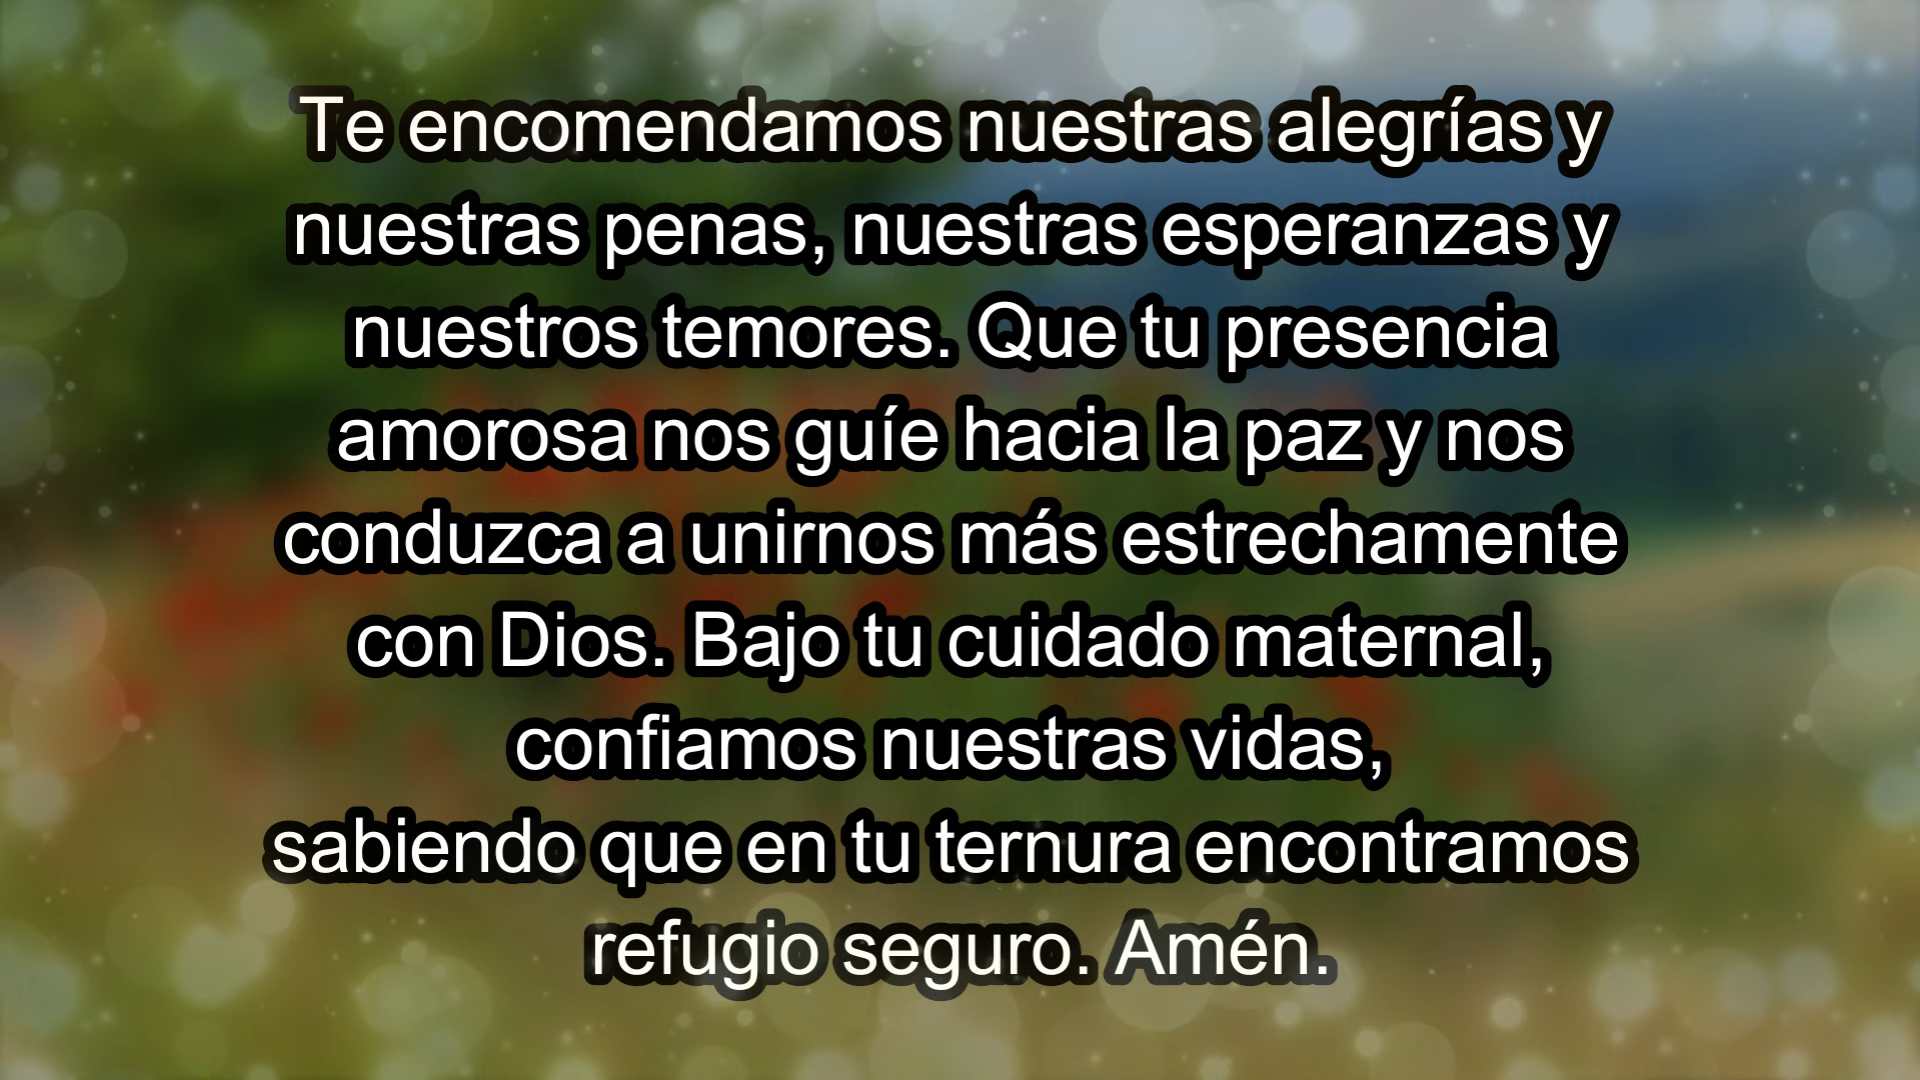 Te encomendamos nuestras alegrías y
nuestras penas, nuestras esperanzas y
nuestros temores. Que tu presencia
amorosa nos guíe hacia la paz y nos
conduzca a unirnos más estrechamente
con Dios. Bajo tu cuidado maternal,
confiamos nuestras vidas,
sabiendo que en tu ternura encontramos
refugio seguro. Amén.